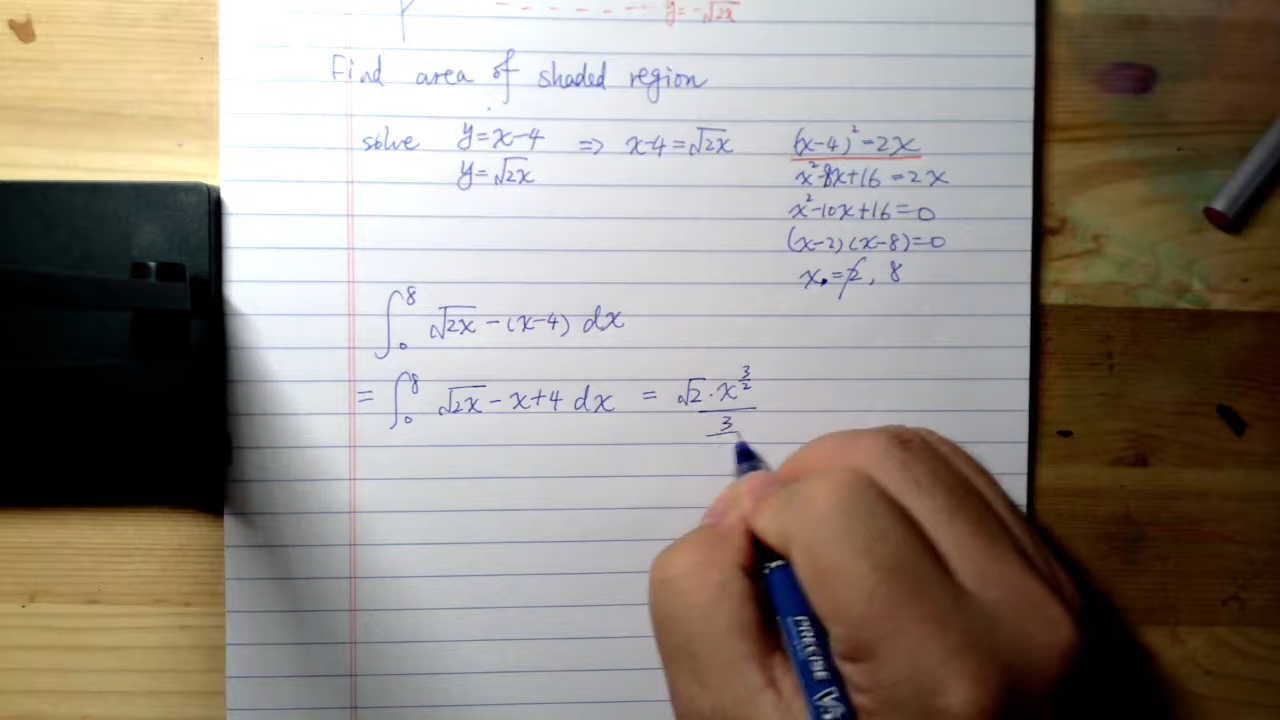 y=-√2x
Find area of shaded region
solve y=x-4 => x-4=√2x (x-4)²=2x
y=√2x x²-8x+16=2x
x²-10x+16=0
(x-2)(x-8)=0
x=2, 8
∫₀⁸ √2x-(x-4) dx
= ∫₀⁸ √2x-x+4 dx = √2·x^(3/2)
3
PRECISE V5